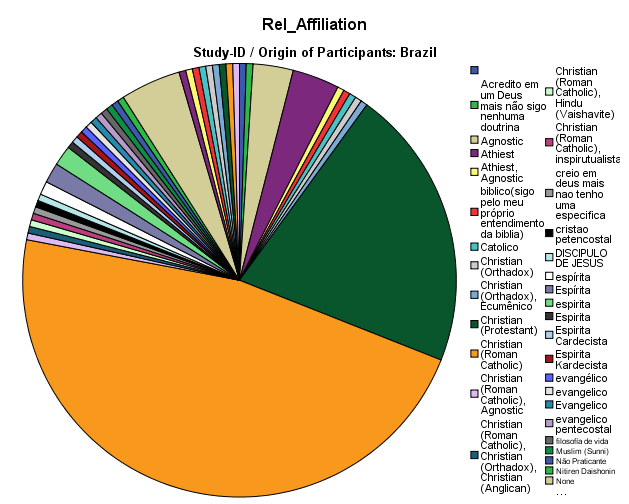 Rel_Affiliation
Study-ID / Origin of Participants: Brazil
Acredito em
um Deus
mais não sigo
nenhuma
doutrina
Agnostic
Athiest
Athiest,
Agnostic
biblico(sigo
pelo meu
próprio
entendimento
da biblia)
Catolico
Christian
(Orthadox)
Christian
(Orthadox),
Ecumênico
Christian
(Protestant)
Christian
(Roman
Catholic)
Christian
(Roman
Catholic),
Agnostic
Christian
(Roman
Catholic),
Christian
(Orthadox),
Christian
(Anglican)
Christian
(Roman
Catholic),
Hindu
(Vaishavite)
Christian
(Roman
Catholic),
inspirutualista
creio em
deus mais
nao tenho
uma
especifica
cristao
petencostal
DISCIPULO
DE JESUS
espírita
Espírita
espirita
Espirita
Espirita
Cardecista
Espirita
Kardecista
evangélico
evangelico
Evangelico
evangelico
pentecostal
filosofia de vida
Muslim (Sunni)
Não Praticante
Nitiren Daishonin
None
...